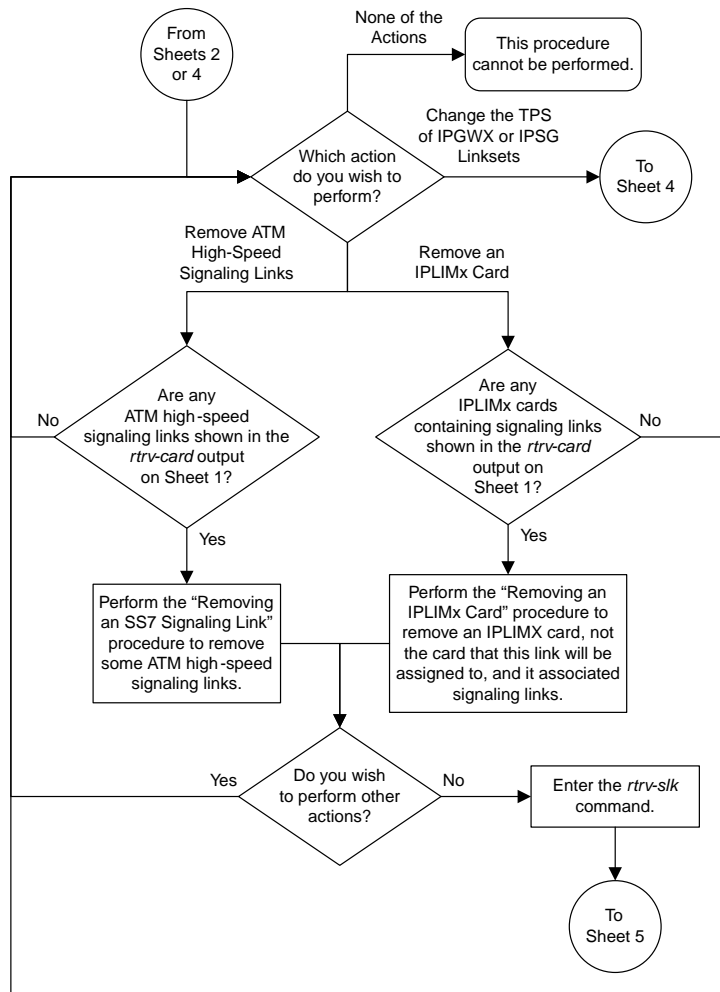 From
Sheets 2
or 4
None of the
Actions
This procedure
cannot be performed.
Change the TPS
of IPGWX or IPSG
Linksets
Which action
do you wish to
perform?
To
Sheet 4
Remove ATM
High-Speed
Signaling Links
Remove an
IPLIMx Card
No
Are any
ATM high-speed
signaling links shown in the
rtrv-card output
on Sheet 1?
Are any
IPLIMx cards
containing signaling links
shown in the rtrv-card
output on
Sheet 1?
No
Yes
Yes
Perform the “Removing
an SS7 Signaling Link”
procedure to remove
some ATM high-speed
signaling links.
Perform the “Removing an
IPLIMx Card” procedure to
remove an IPLIMX card, not
the card that this link will be
assigned to, and it associated
signaling links.
Yes
Do you wish
to perform other
actions?
No
Enter the rtrv-slk
command.
To
Sheet 5